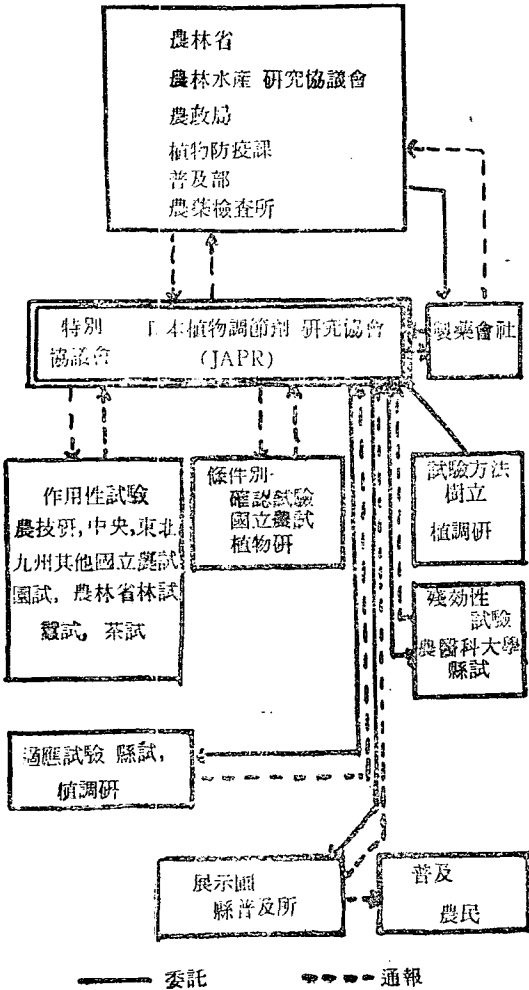 農林省
農林水産 研究協議會
農政局
植物防疫課
普及部
農薬檢査所
特別
協議會
日本植物調節剤 研究協會
(JAPR)
製薬會社
作用性試驗
農技研,中央,東北
九州其他國立農試
園試, 農林省林試
蠶試, 茶試
條件別
確認試驗
國立農試
植物研
試驗方法
樹立
植調研
残効性
試驗
農醫科大學
縣試
適應試驗 縣試,
植調研
展示圃
縣普及所
普及
農民
委託
通報